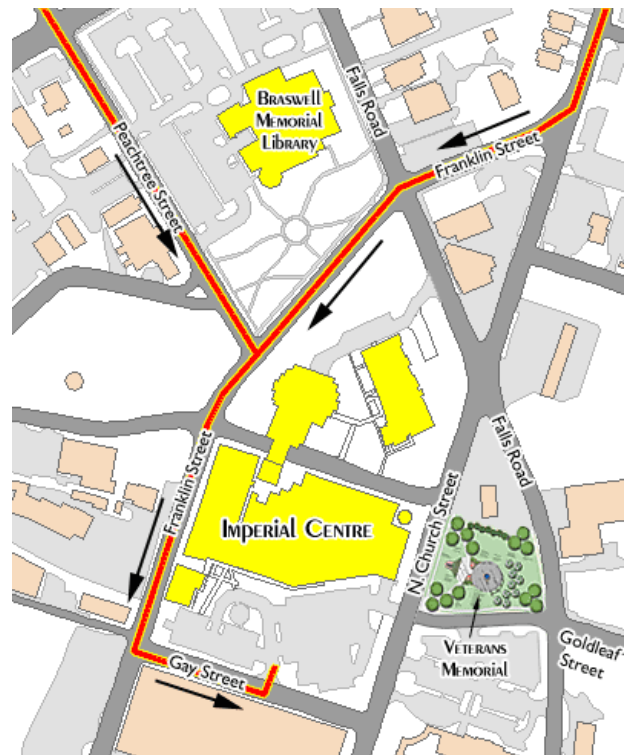 Braswell
Memorial
Library
Falls Road
Peachtree Street
Franklin Street
Franklin Street
Imperial Centre
N. Church Street
Falls Road
Veterans
Memorial
Goldleaf
Street
Gay Street